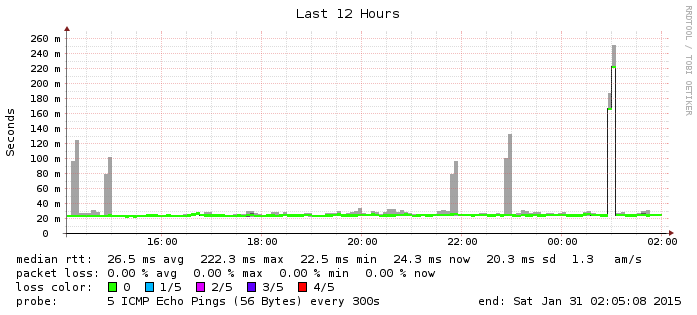 Last 12 Hours
RRDTOOL / TOBI OETIKER
Seconds
260 m
240 m
220 m
200 m
180 m
160 m
140 m
120 m
100 m
80 m
60 m
40 m
20 m
0
16:00 18:00 20:00 22:00 00:00 02:00
median rtt: 26.5 ms avg 222.3 ms max 22.5 ms min 24.3 ms now 20.3 ms sd 1.3 am/s
packet loss: 0.00 % avg 0.00 % max 0.00 % min 0.00 % now
loss color: 0 1/5 2/5 3/5 4/5
probe: 5 ICMP Echo Pings (56 Bytes) every 300s end: Sat Jan 31 02:05:08 2015